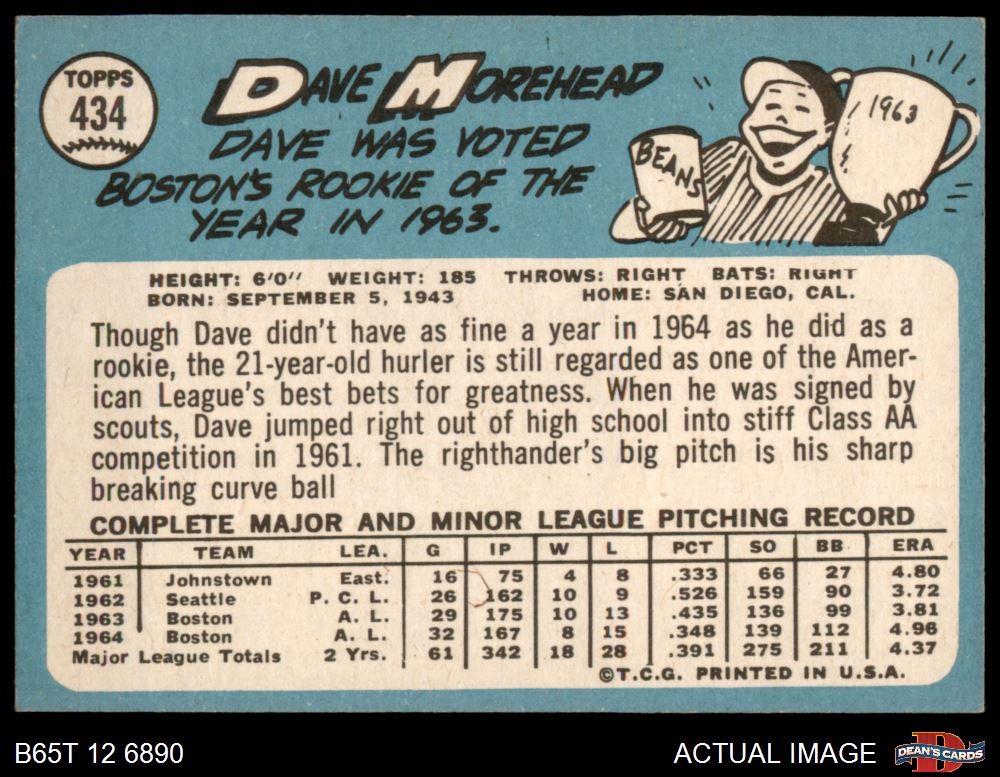 TOPPS
434
DAVE MOREHEAD
DAVE WAS VOTED
BOSTON'S ROOKIE OF THE
YEAR IN 1963.
BEANS
1963
HEIGHT: 6'0" WEIGHT: 185 THROWS: RIGHT BATS: RIGHT
BORN: SEPTEMBER 5, 1943 HOME: SAN DIEGO, CAL.
Though Dave didn't have as fine a year in 1964 as he did as a
rookie, the 21-year-old hurler is still regarded as one of the Amer-
ican League's best bets for greatness. When he was signed by
scouts, Dave jumped right out of high school into stiff Class AA
competition in 1961. The righthander's big pitch is his sharp
breaking curve ball
COMPLETE MAJOR AND MINOR LEAGUE PITCHING RECORD
YEAR TEAM LEA. G IP W L PCT SO BB ERA
1961 Johnstown East. 16 75 4 8 .333 66 27 4.80
1962 Seattle P. C. L. 26 162 10 9 .526 159 90 3.72
1963 Boston A. L. 29 175 10 13 .435 136 99 3.81
1964 Boston A. L. 32 167 8 15 .348 139 112 4.96
Major League Totals 2 Yrs. 61 342 18 28 .391 275 211 4.37
©T.C.G. PRINTED IN U.S.A.
B65T 12 6890
ACTUAL IMAGE
D
DEAN'S CARDS